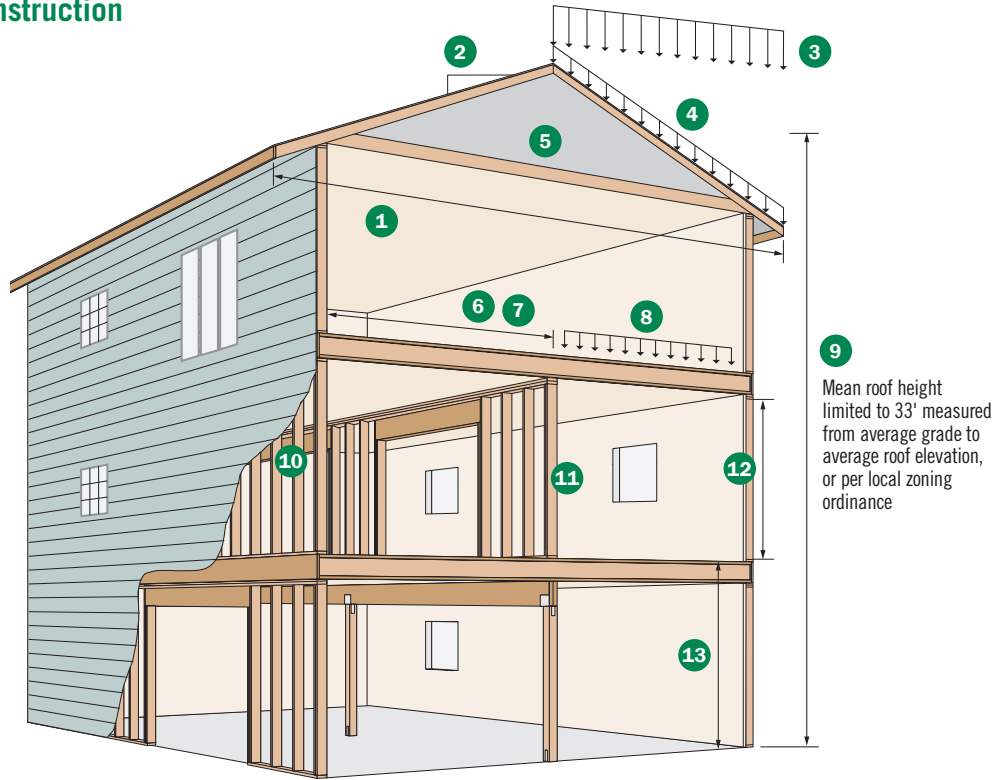 nstruction
2
3
4
5
1
6
7
8
9
Mean roof height
limited to 33' measured
from average grade to
average roof elevation,
or per local zoning
ordinance
10
11
12
13